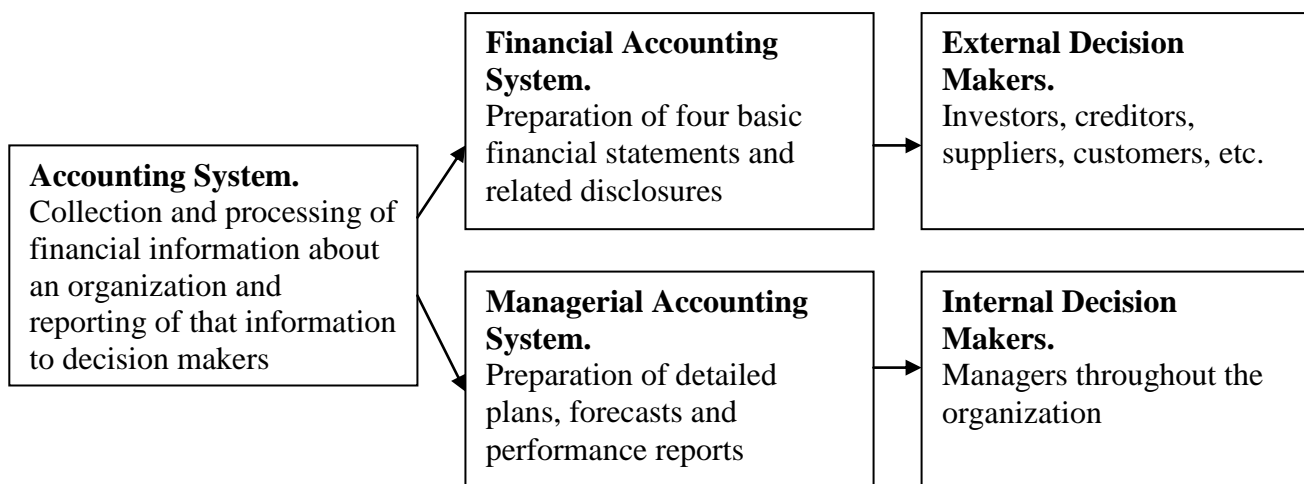 Accounting System.
Collection and processing of
financial information about
an organization and
reporting of that information
to decision makers
Financial Accounting
System.
Preparation of four basic
financial statements and
related disclosures
External Decision
Makers.
Investors, creditors,
suppliers, customers, etc.
Managerial Accounting
System.
Preparation of detailed
plans, forecasts and
performance reports
Internal Decision
Makers.
Managers throughout the
organization